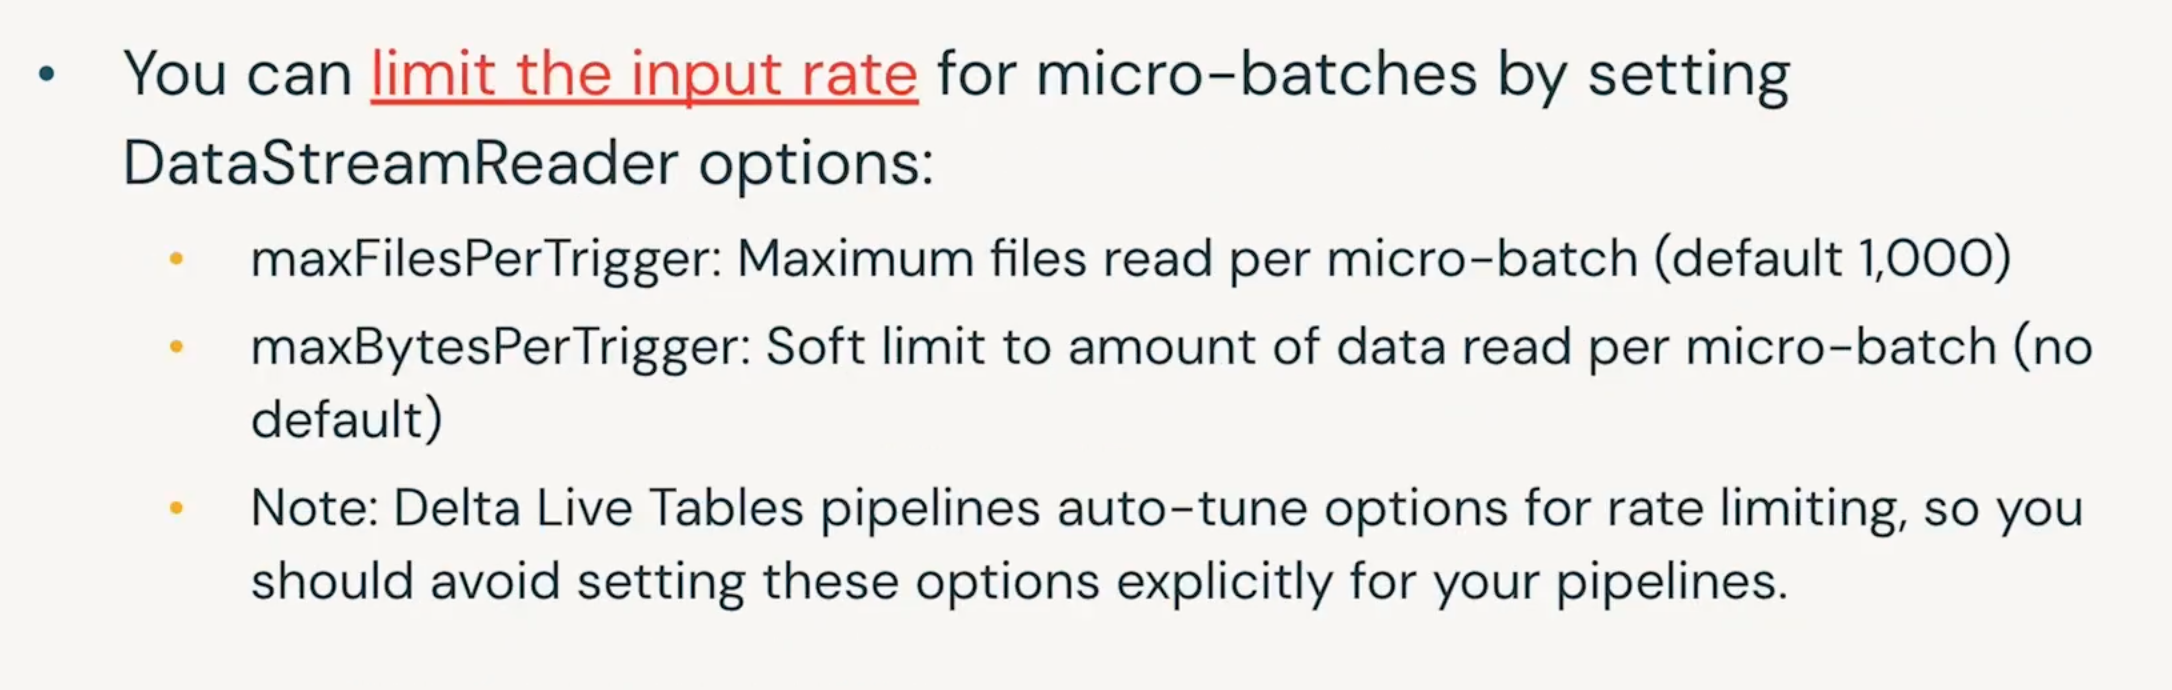 • You can limit the input rate for micro-batches by setting
DataStreamReader options:
• maxFilesPerTrigger: Maximum files read per micro-batch (default 1,000)
• maxBytesPerTrigger: Soft limit to amount of data read per micro-batch (no
default)
• Note: Delta Live Tables pipelines auto-tune options for rate limiting, so you
should avoid setting these options explicitly for your pipelines.